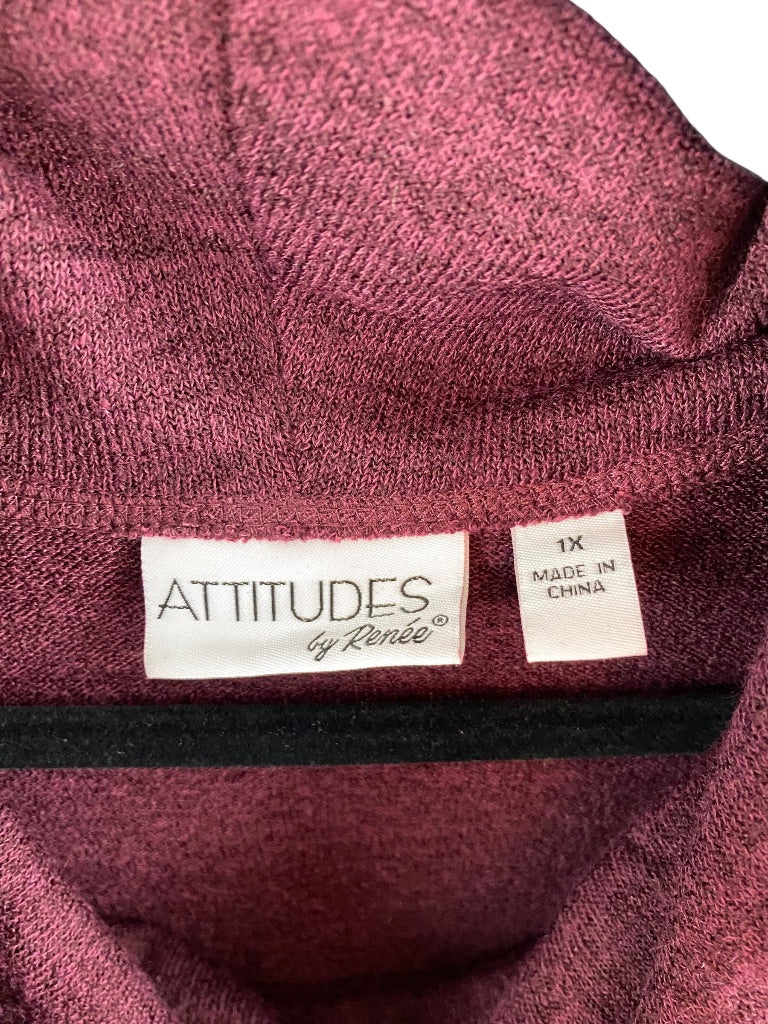 ATTITUDES
by Renée®
1X
MADE IN
CHINA